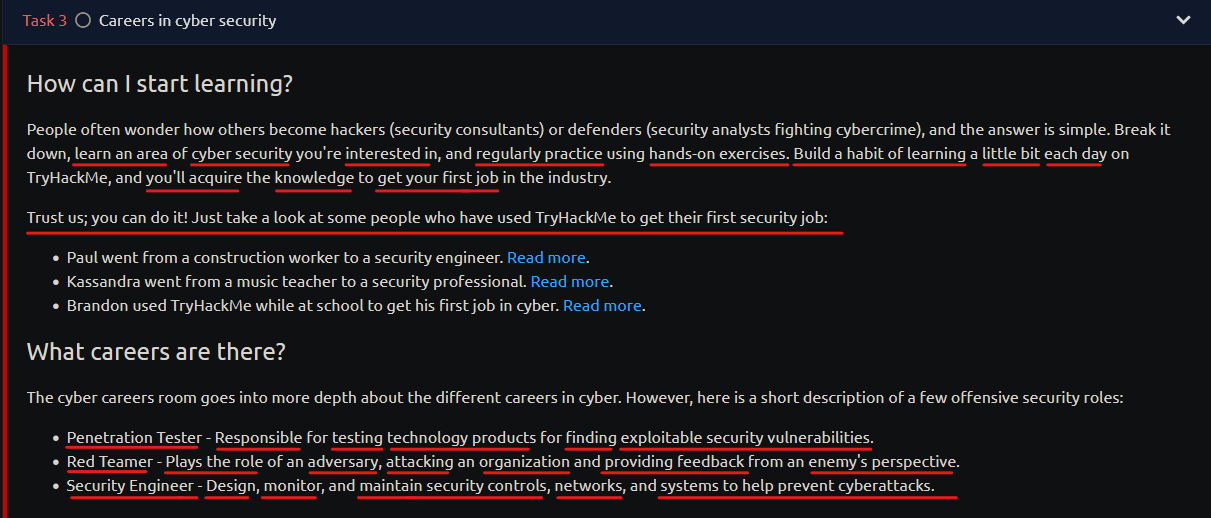 Task 3 Careers in cyber security
How can I start learning?
People often wonder how others become hackers (security consultants) or defenders (security analysts fighting cybercrime), and the answer is simple. Break it
down, learn an area of cyber security you're interested in, and regularly practice using hands-on exercises. Build a habit of learning a little bit each day on
TryHackMe, and you'll acquire the knowledge to get your first job in the industry.
Trust us; you can do it! Just take a look at some people who have used TryHackMe to get their first security job:
• Paul went from a construction worker to a security engineer. Read more.
• Kassandra went from a music teacher to a security professional. Read more.
• Brandon used TryHackMe while at school to get his first job in cyber. Read more.
What careers are there?
The cyber careers room goes into more depth about the different careers in cyber. However, here is a short description of a few offensive security roles:
• Penetration Tester - Responsible for testing technology products for finding exploitable security vulnerabilities.
• Red Teamer - Plays the role of an adversary, attacking an organization and providing feedback from an enemy's perspective.
• Security Engineer - Design, monitor, and maintain security controls, networks, and systems to help prevent cyberattacks.